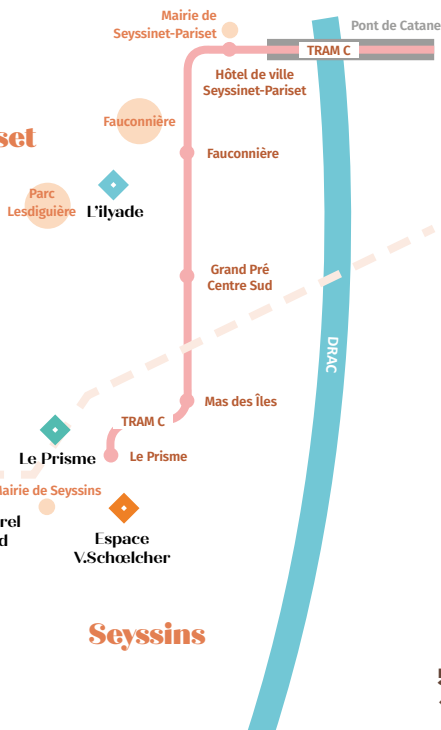 Mairie de
Seyssinet-Pariset
Pont de Catane
TRAM C
Hôtel de ville
Seyssinet-Pariset
Fauconnière
set
Fauconnière
Parc
Lesdiguière
L'ilyade
Grand Pré
Centre Sud
DRAC
Mas des Îles
TRAM C
Le Prisme
Le Prisme
Mairie de Seyssins
rel
d
Espace
V.Schœlcher
Seyssins